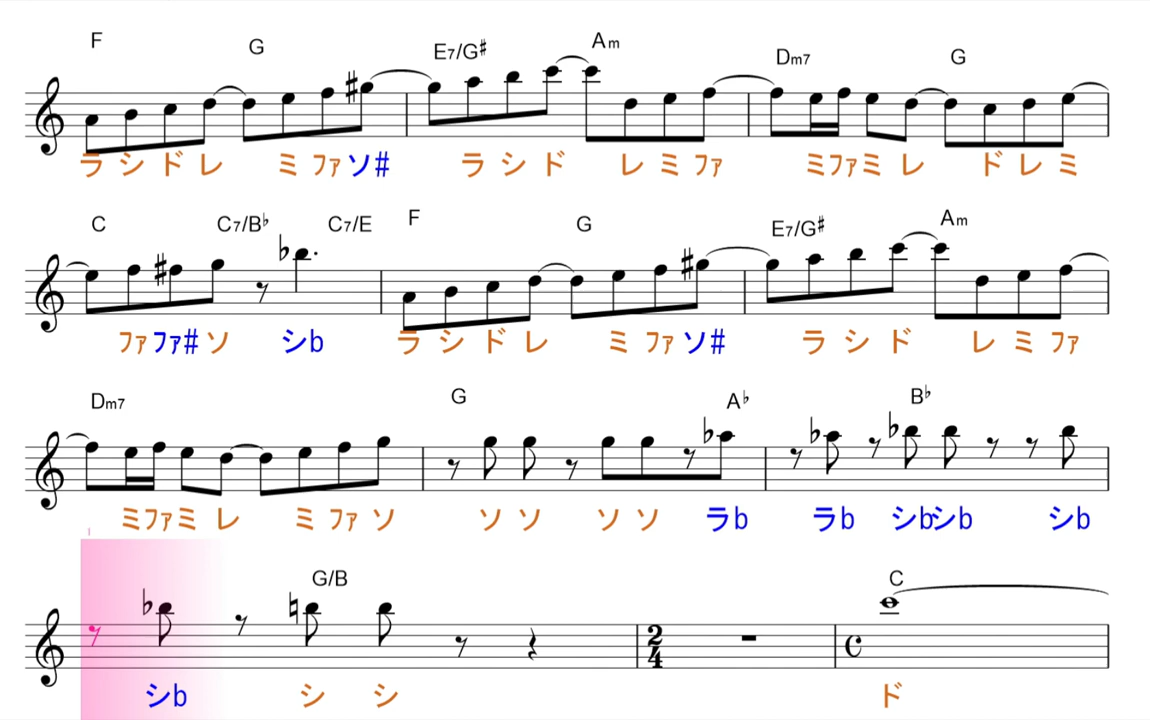 F G E7/G♯ Am Dm7 G
ラ シ ド レ ミ ファ ソ# ラ シ ド レ ミ ファ ミ ファ ミ レ ド レ ミ
C C7/B♭ C7/E F G E7/G♯ Am
ファ ファ# ソ シb ラ シ ド レ ミ ファ ソ# ラ シ ド レ ミ ファ
Dm7 G A♭ B♭
ミ ファ ミ レ ミ ファ ソ ソ ソ ソ ソ ラb ラb シb シb シb
G/B C
2 4
シb シ シ ド